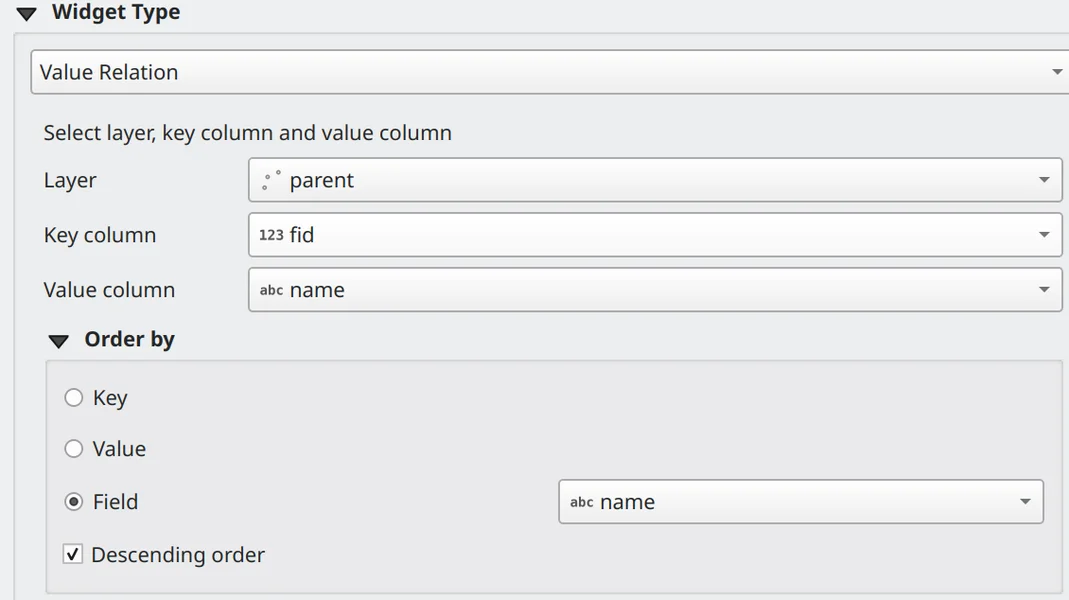 Widget Type
Value Relation
Select layer, key column and value column
Layer parent
Key column 123 fid
Value column abc name
Order by
Key
Value
Field abc name
Descending order